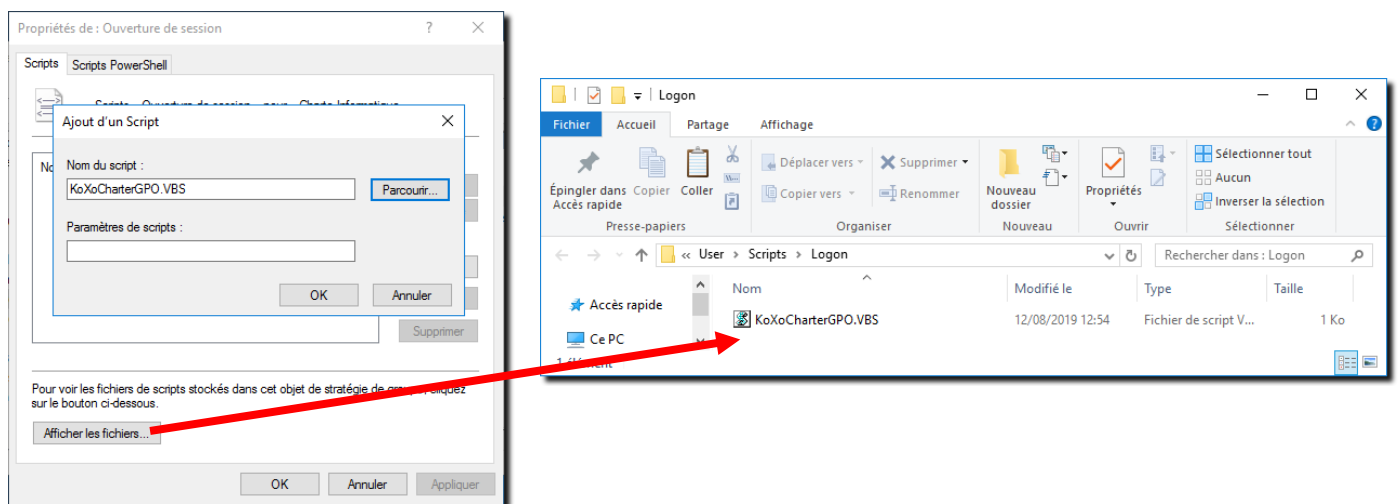 Propriétés de : Ouverture de session
Scripts Scripts PowerShell
Ajout d'un Script
Nom du script :
KoXoCharterGPO.VBS
Parcourir...
Paramètres de scripts :
OK Annuler
Supprimer
Pour voir les fichiers de scripts stockés dans cet objet de stratégie de cliquez
sur le bouton ci-dessous.
Afficher les fichiers...
OK Annuler Appliquer
Logon
Fichier Accueil Partage Affichage
Épingler dans
Accès rapide
Copier
Coller
Déplacer vers
Copier vers
Supprimer
Renommer
Nouveau
dossier
Propriétés
Sélectionner tout
Aucun
Inverser la sélection
Presse-papiers Organiser Nouveau Ouvrir Sélectionner
« User > Scripts > Logon
Rechercher dans : Logon
Accès rapide
Ce PC
Nom Modifié le Type Taille
KoXoCharterGPO.VBS 12/08/2019 12:54 Fichier de script V... 1 Ko